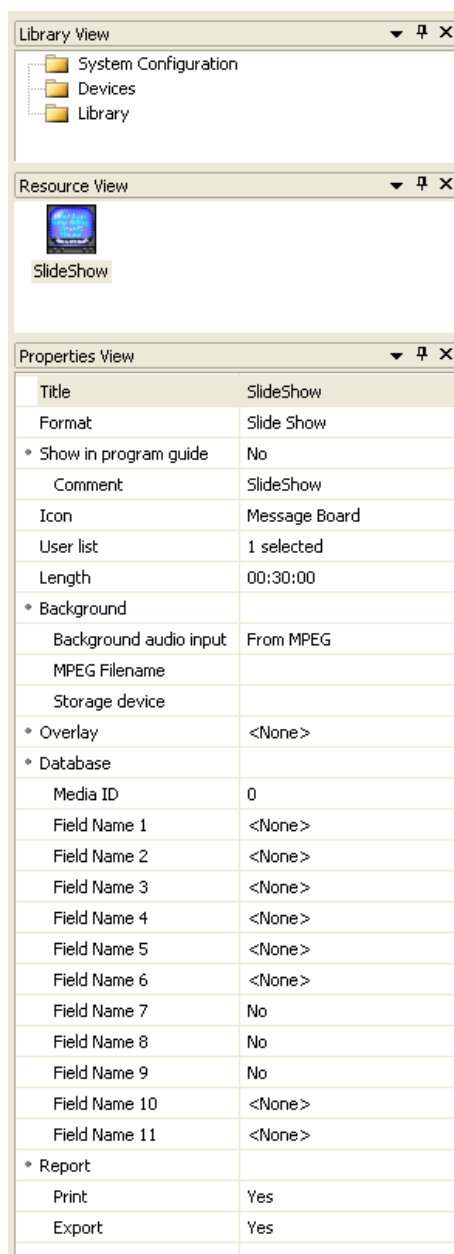 Library View
System Configuration
Devices
Library
Resource View
SlideShow
Properties View
Title SlideShow
Format Slide Show
Show in program guide No
Comment SlideShow
Icon Message Board
User list 1 selected
Length 00:30:00
Background
Background audio input From MPEG
MPEG Filename
Storage device
Overlay <None>
Database
Media ID 0
Field Name 1 <None>
Field Name 2 <None>
Field Name 3 <None>
Field Name 4 <None>
Field Name 5 <None>
Field Name 6 <None>
Field Name 7 No
Field Name 8 No
Field Name 9 No
Field Name 10 <None>
Field Name 11 <None>
Report
Print Yes
Export Yes